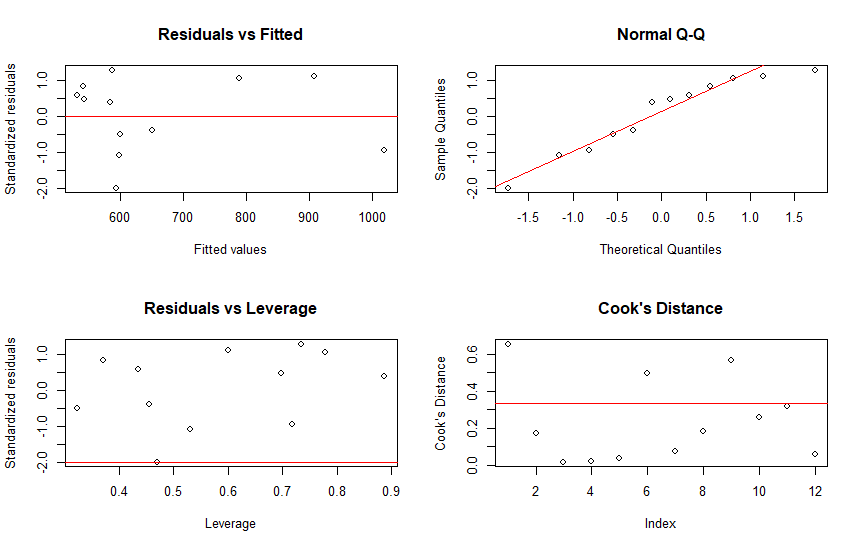 Residuals vs Fitted
Standardized residuals
-2.0 -1.0 0.0 1.0
600 700 800 900 1000
Fitted values
Normal Q-Q
Sample Quantiles
-2.0 -1.0 0.0 1.0
-1.5 -1.0 -0.5 0.0 0.5 1.0 1.5
Theoretical Quantiles
Residuals vs Leverage
Standardized residuals
-2.0 -1.0 0.0 1.0
0.4 0.5 0.6 0.7 0.8 0.9
Leverage
Cook's Distance
Cook's Distance
0.0 0.2 0.4 0.6
2 4 6 8 10 12
Index